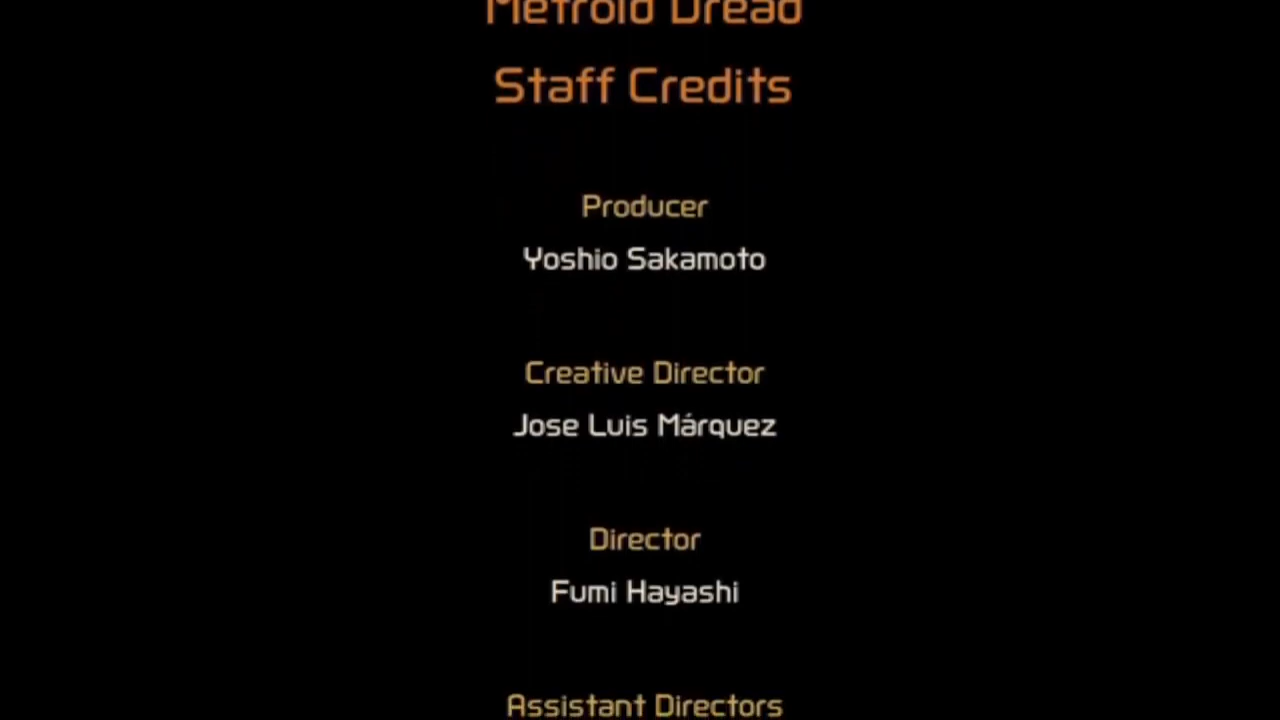 Metroid Dread
Staff Credits
Producer
Yoshio Sakamoto
Creative Director
Jose Luis Márquez
Director
Fumi Hayashi
Assistant Directors